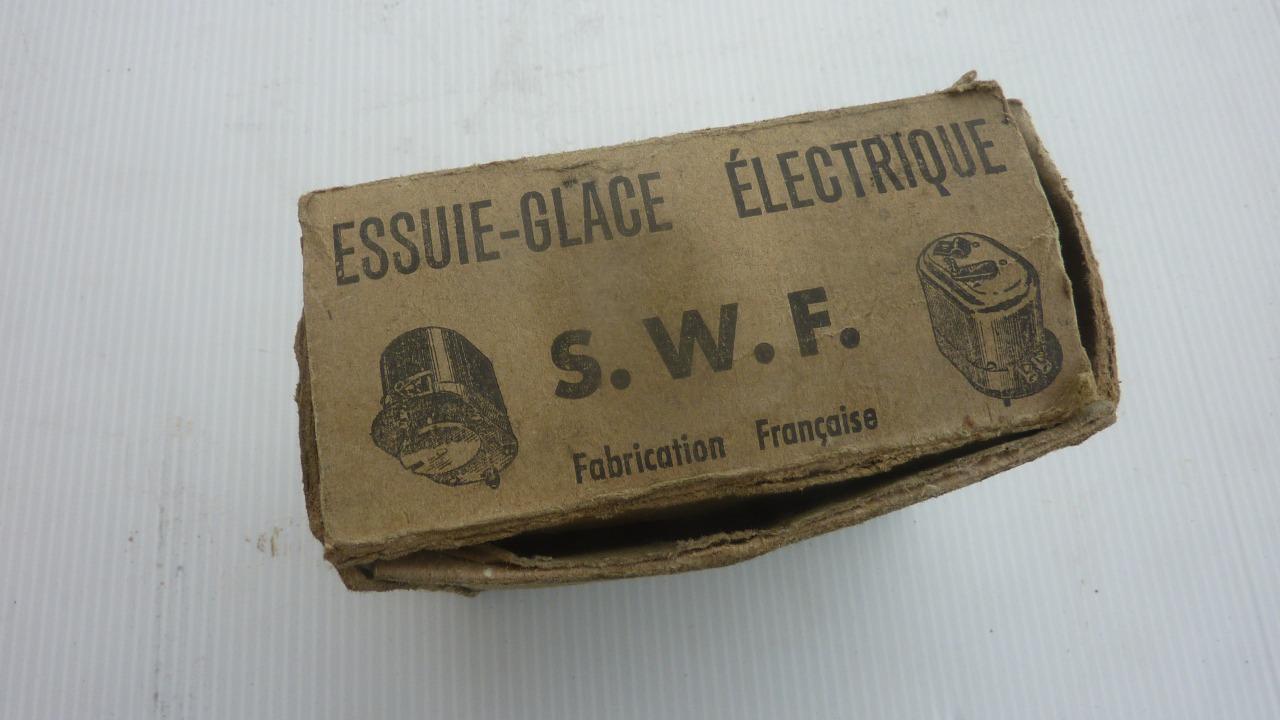 ESSUIE-GLACE ÉLECTRIQUE
S.W.F.
Fabrication Française